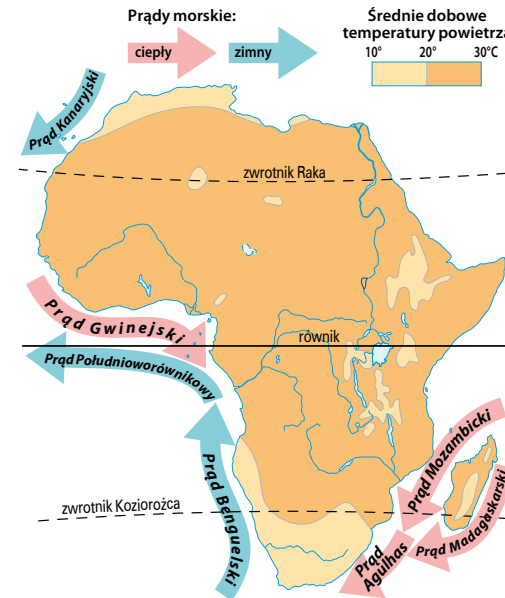 Prądy morskie:
ciepły
zimny
Średnie dobowe
temperatury powietrza
10° 20° 30°C
Prąd Kanaryjski
zwrotnik Raka
Prąd Gwinejski
równik
Prąd Południoworównikowy
Prąd Benguelski
Prąd Mozambicki
zwrotnik Koziorożca
Prąd Madagaskarski
Prąd
Agulhas